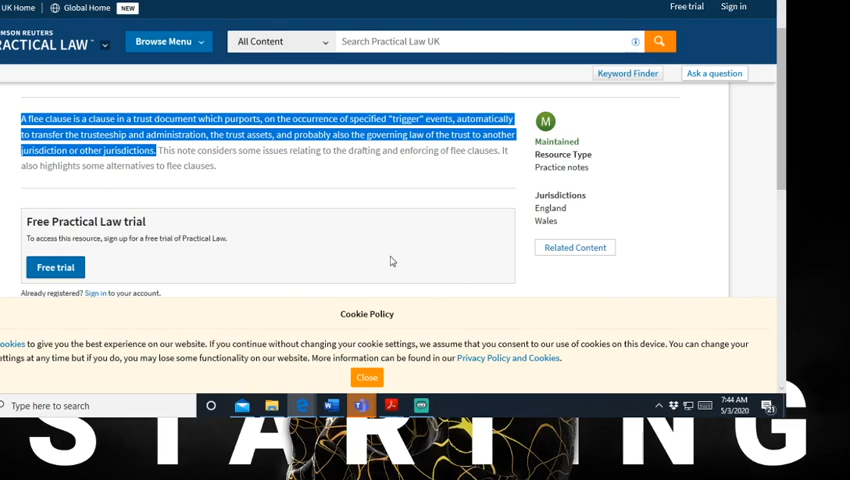 UK Home
Global Home
NEW
Free trial
Sign in
REUTERS
PRACTICAL LAW
Browse Menu
All Content
Search Practical Law UK
Keyword Finder
Ask a question
A flee clause is a clause in a trust document which purports, on the occurrence of specified "trigger" events, automatically
to transfer the trusteeship and administration, the trust assets, and probably also the governing law of the trust to another
jurisdiction or other jurisdictions. This note considers some issues relating to the drafting and enforcing of flee clauses. It
also highlights some alternatives to flee clauses.
M
Maintained
Resource Type
Practice notes
Jurisdictions
England
Wales
Related Content
Free Practical Law trial
To access this resource, sign up for a free trial of Practical Law.
Free trial
Already registered? Sign in to your account.
Cookie Policy
ookies to give you the best experience on our website. If you continue without changing your cookie settings, we assume that you consent to our use of cookies on this device. You can change your
ettings at any time but if you do, you may lose some functionality on our website. More information can be found in our Privacy Policy and Cookies.
Close
Type here to search
7:44 AM
5/3/2020
21
STARTING